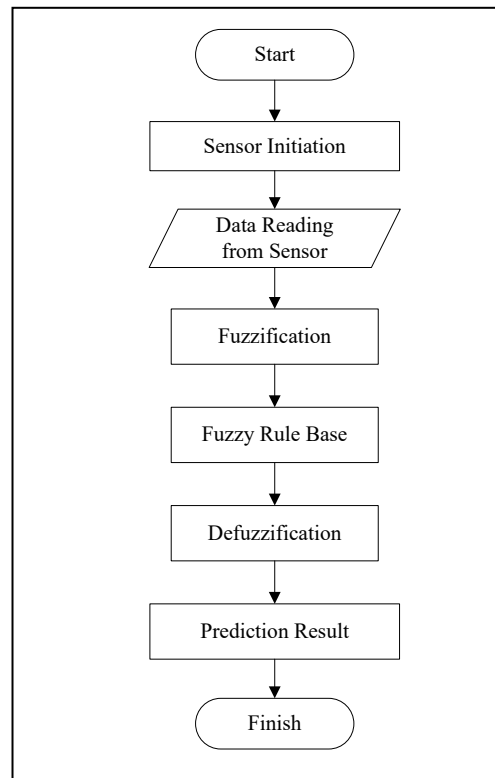 Start
Sensor Initiation
Data Reading
from Sensor
Fuzzification
Fuzzy Rule Base
Defuzzification
Prediction Result
Finish